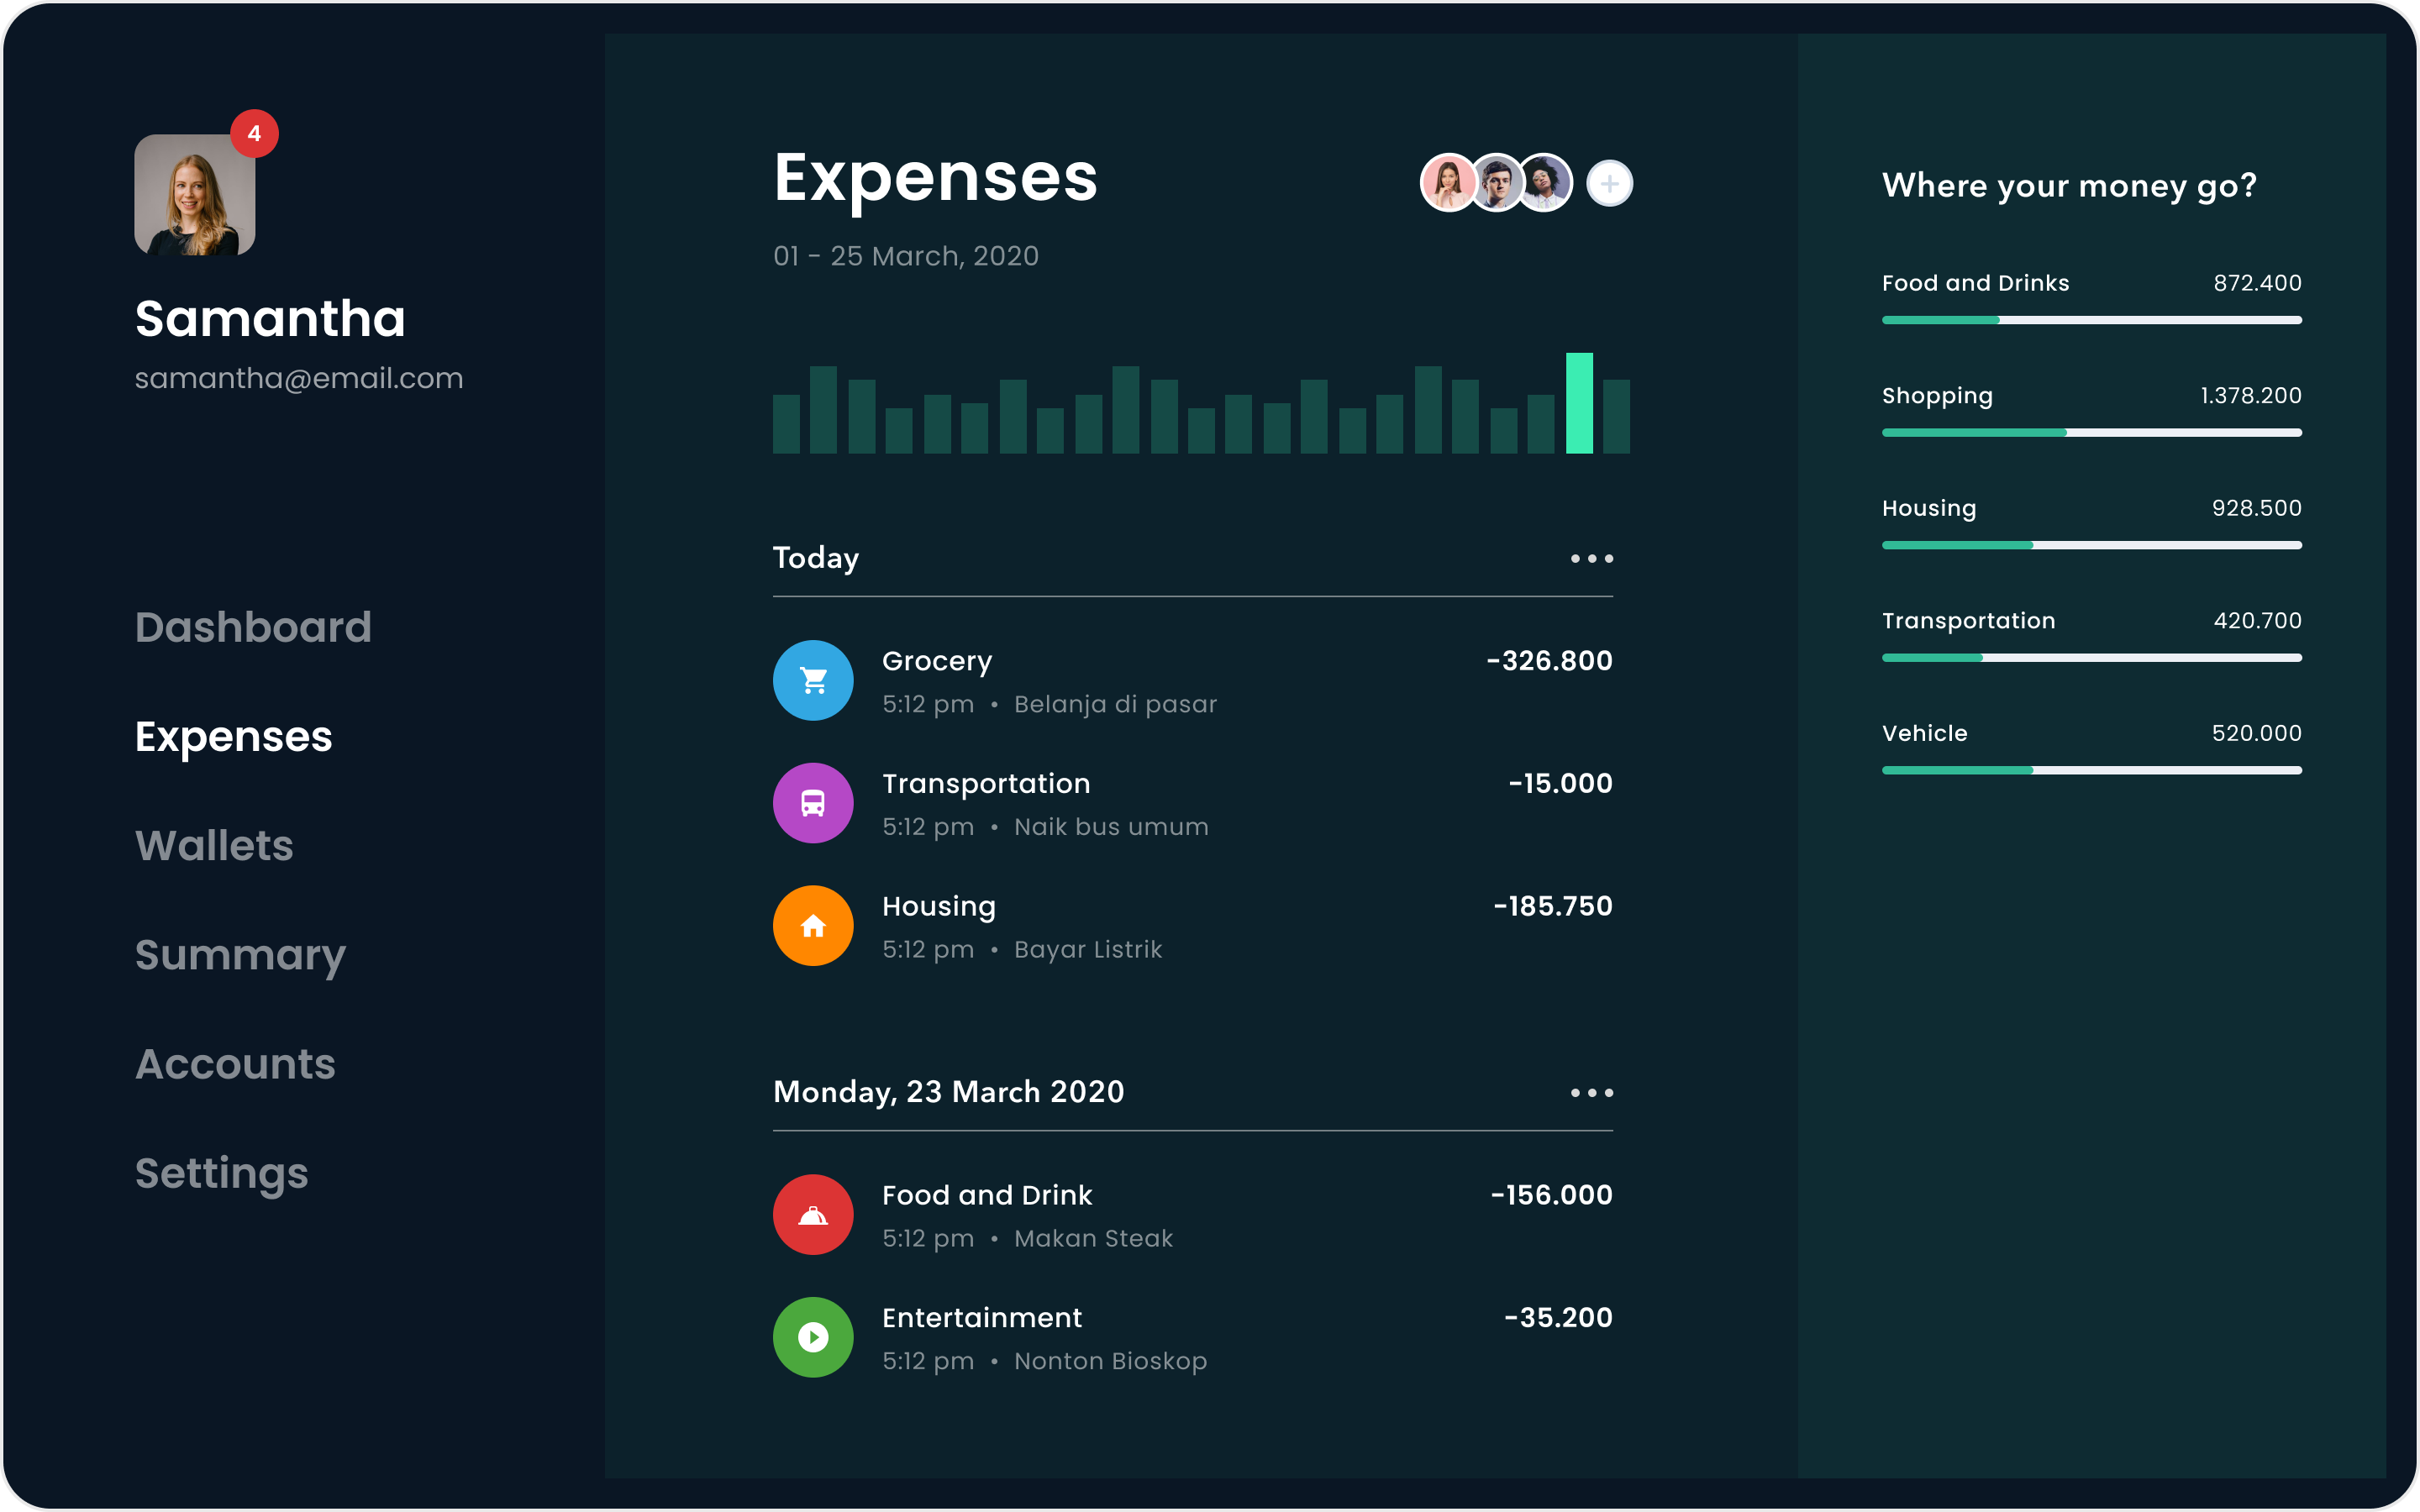 4
Samantha
samantha@email.com
Dashboard
Expenses
Wallets
Summary
Accounts
Settings
Expenses
01 - 25 March, 2020
Today
Grocery -326.800
5:12 pm • Belanja di pasar
Transportation -15.000
5:12 pm • Naik bus umum
Housing -185.750
5:12 pm • Bayar Listrik
Monday, 23 March 2020
Food and Drink -156.000
5:12 pm • Makan Steak
Entertainment -35.200
5:12 pm • Nonton Bioskop
Where your money go?
Food and Drinks 872.400
Shopping 1.378.200
Housing 928.500
Transportation 420.700
Vehicle 520.000